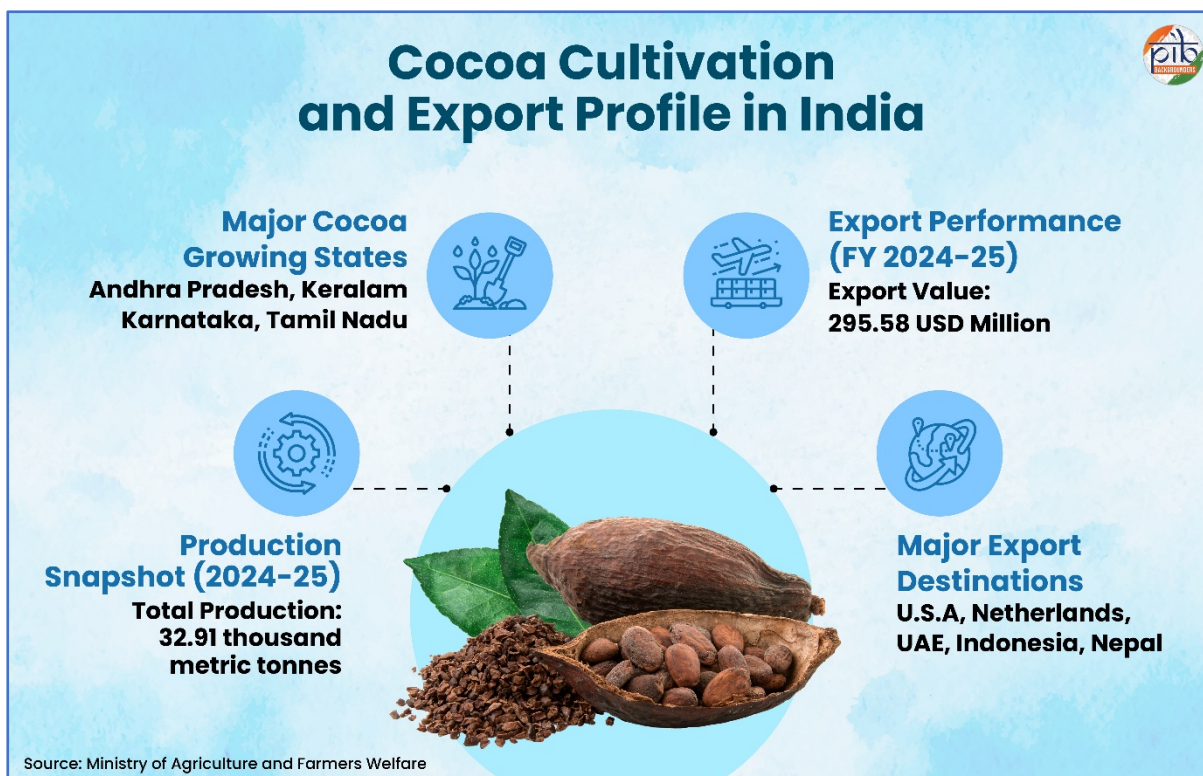 Cocoa Cultivation
and Export Profile in India
pib
BACKGROUNDERS
Major Cocoa
Growing States
Andhra Pradesh, Keralam
Karnataka, Tamil Nadu
Export Performance
(FY 2024-25)
Export Value:
295.58 USD Million
Production
Snapshot (2024-25)
Total Production:
32.91 thousand
metric tonnes
Major Export
Destinations
U.S.A, Netherlands,
UAE, Indonesia, Nepal
Source: Ministry of Agriculture and Farmers Welfare